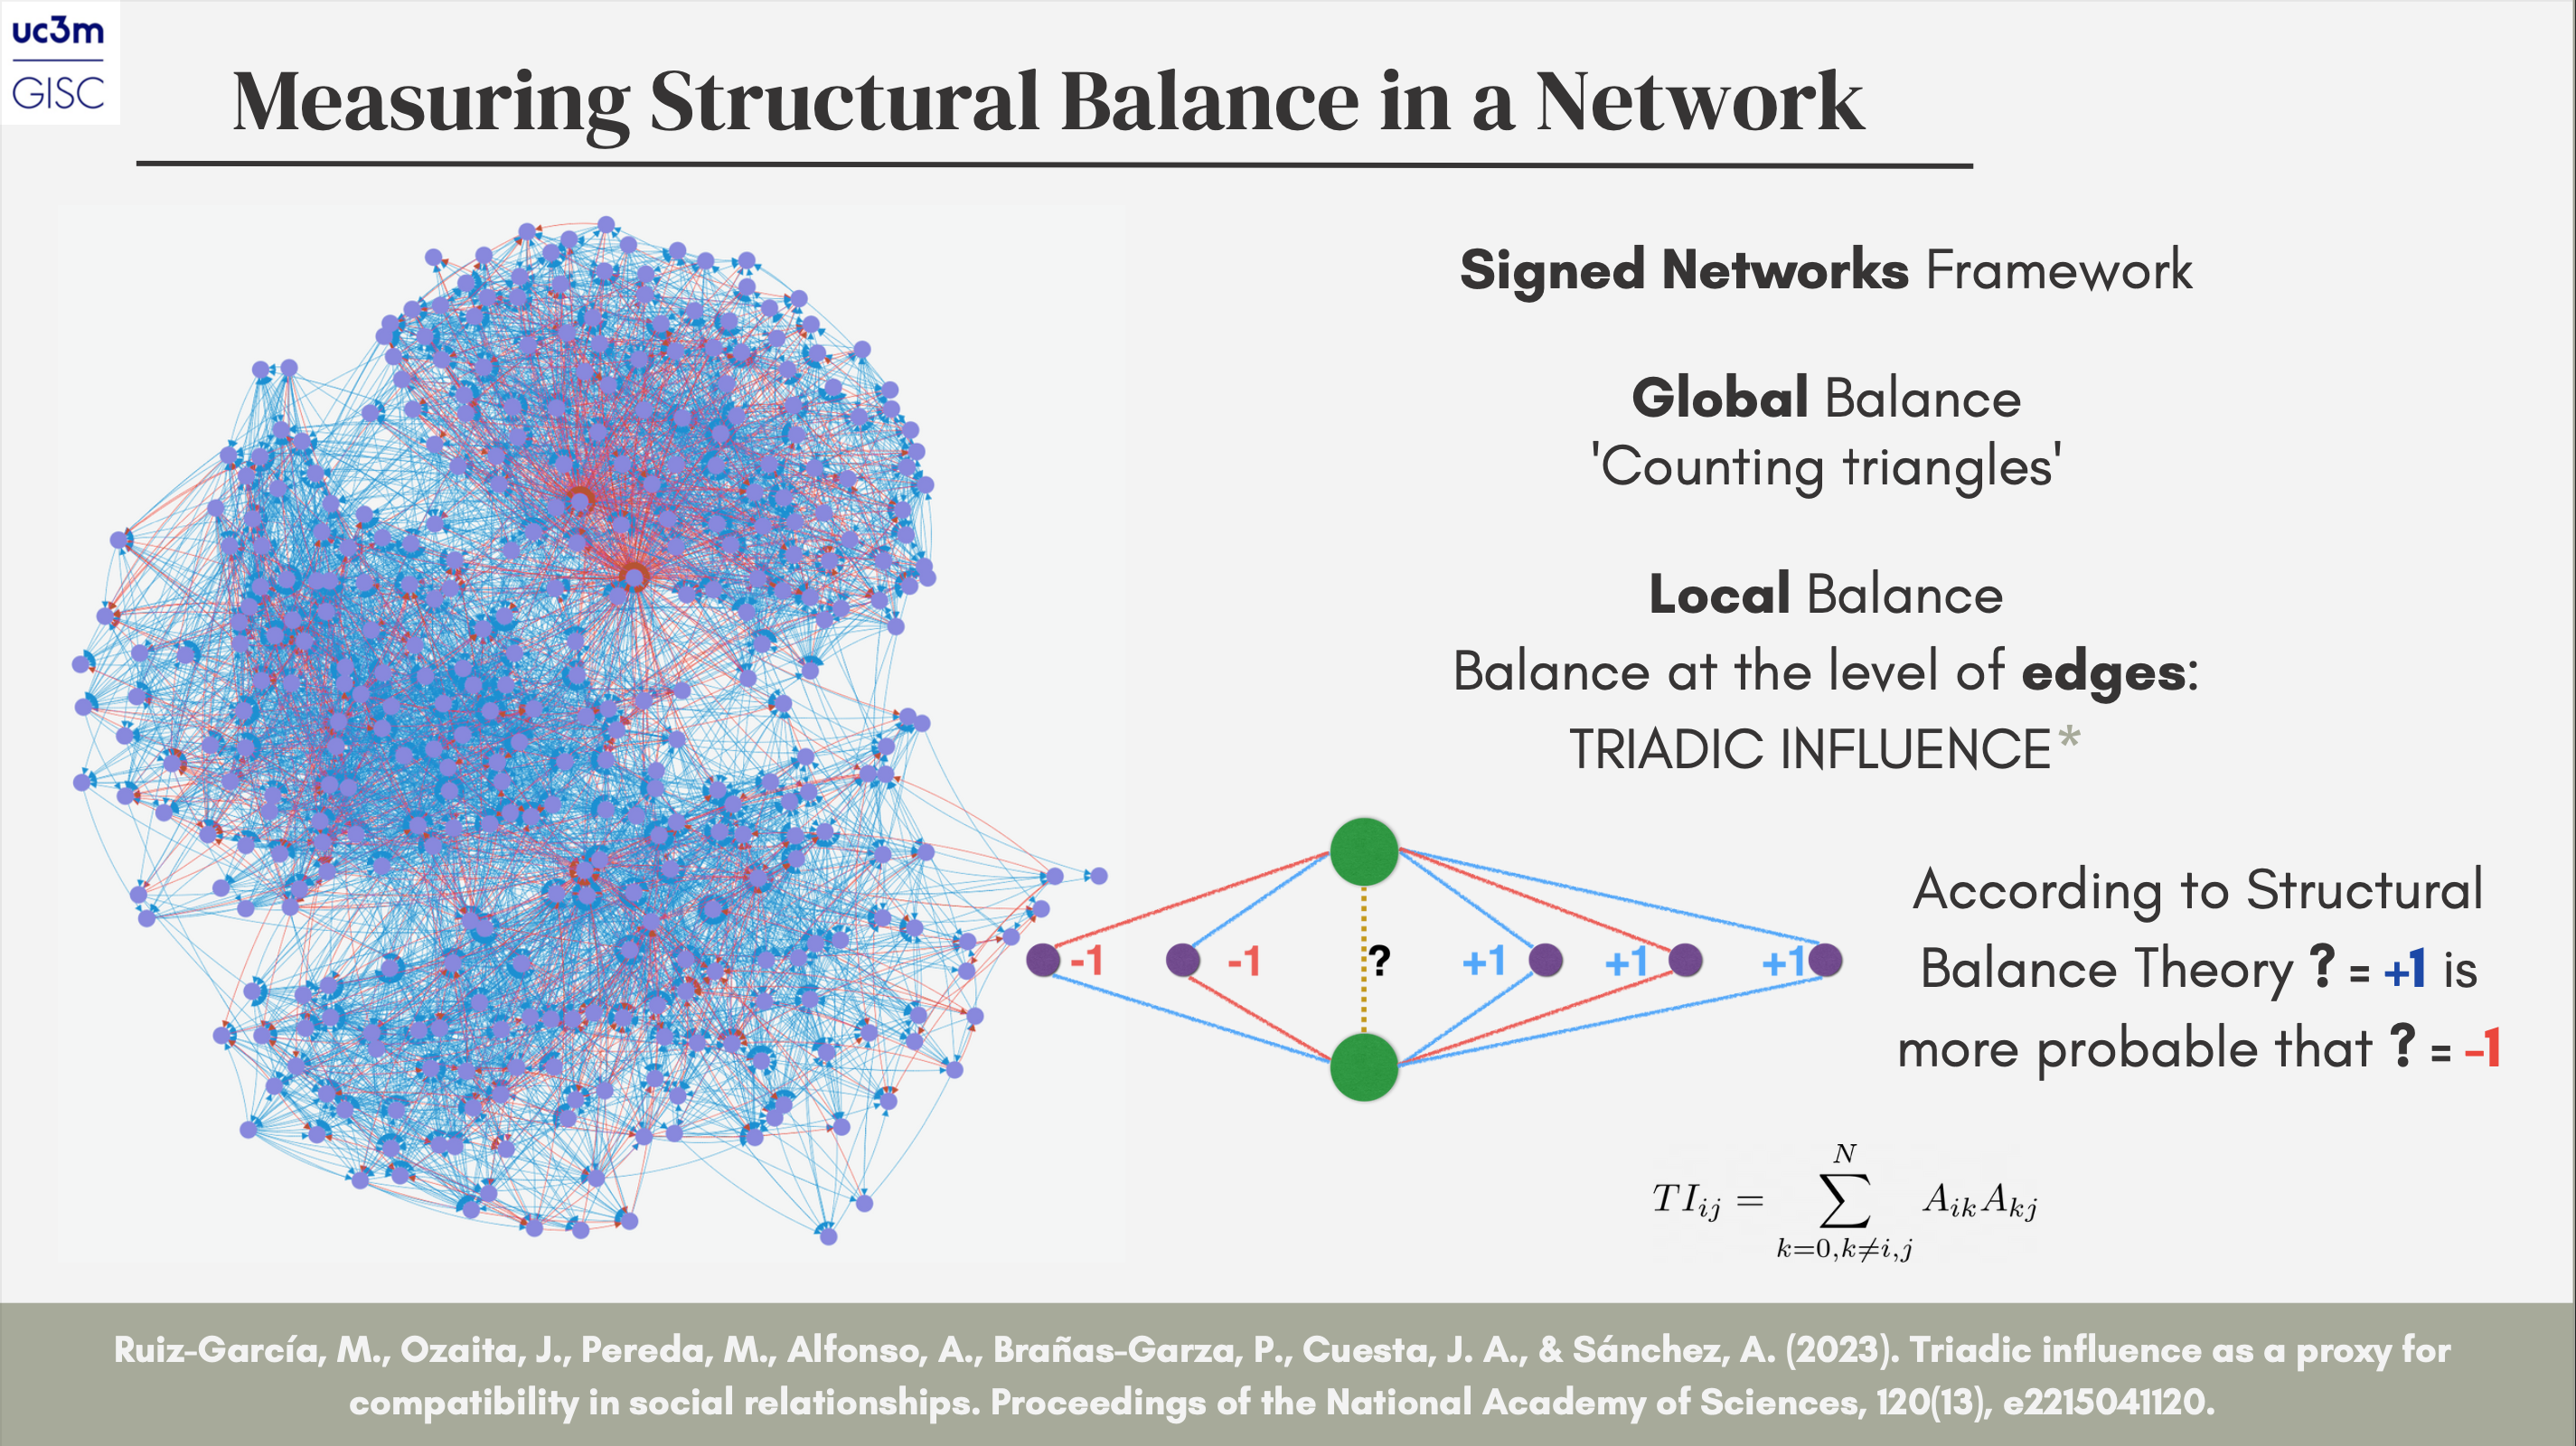 uc3m
GISC
Measuring Structural Balance in a Network
Signed Networks Framework
Global Balance
'Counting triangles'
Local Balance
Balance at the level of edges:
TRIADIC INFLUENCE*
-1 -1 ? +1 +1 +1
According to Structural
Balance Theory ? = +1 is
more probable that ? = -1
N
TI_{ij} = ∑ A_{ik}A_{kj}
k=0,k≠i,j
Ruiz-García, M., Ozaita, J., Pereda, M., Alfonso, A., Brañas-Garza, P., Cuesta, J. A., & Sánchez, A. (2023). Triadic influence as a proxy for
compatibility in social relationships. Proceedings of the National Academy of Sciences, 120(13), e2215041120.